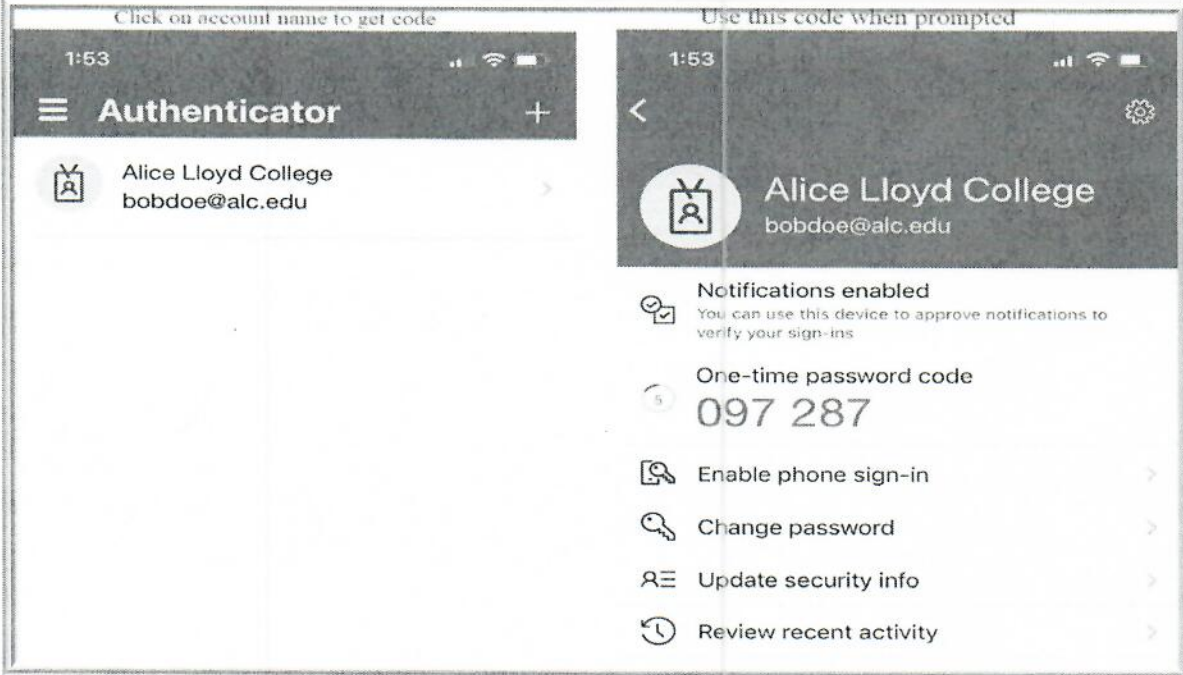 Click on account name to get code
1:53
Authenticator
Alice Lloyd College
bobdoe@alc.edu
Use this code when prompted
1:53
Alice Lloyd College
bobdoe@alc.edu
Notifications enabled
You can use this device to approve notifications to
verify your sign-ins
One-time password code
5
097 287
Enable phone sign-in
Change password
Update security info
Review recent activity